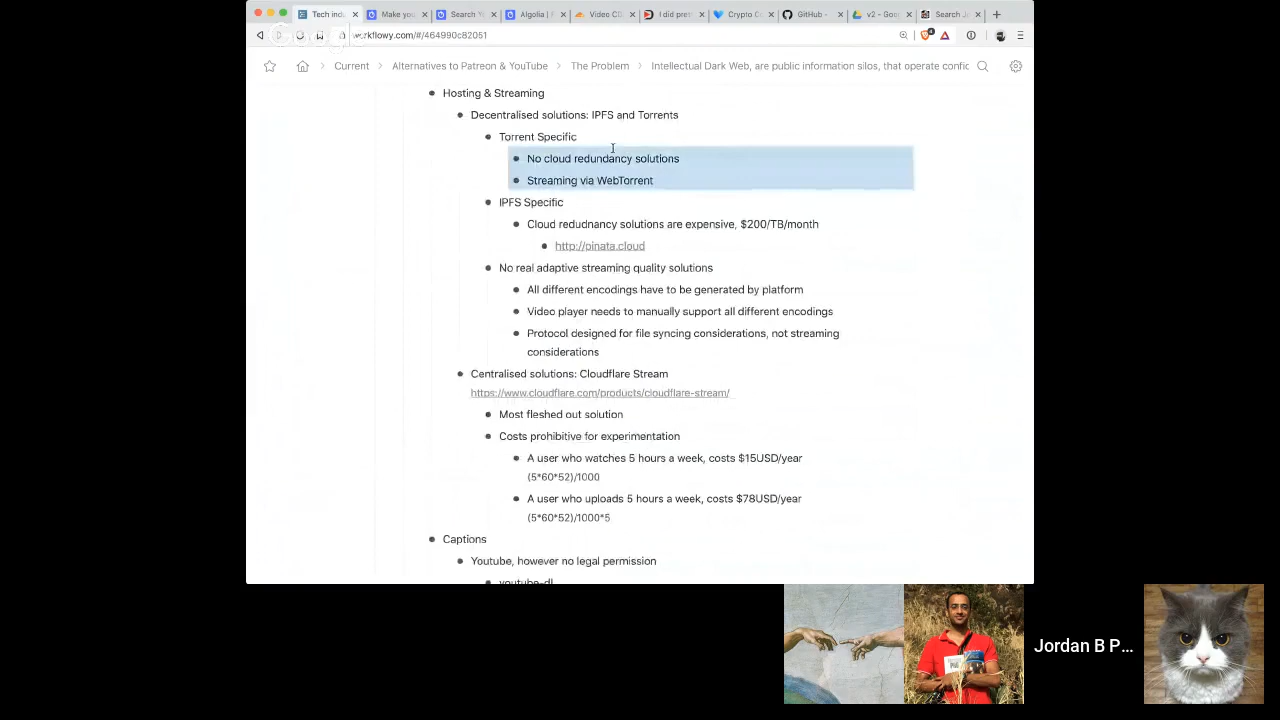 Tech indu
Make you
Search Y
Algolia | F
Video CD
I did pres
Crypto C
GitHub -
v2 - Goo
Search Je
workflowy.com/#/464990c82051
Current
Alternatives to Patreon & YouTube
The Problem
Intellectual Dark Web, are public information silos, that operate confid
Hosting & Streaming
Decentralised solutions: IPFS and Torrents
Torrent Specific
No cloud redundancy solutions
Streaming via WebTorrent
IPFS Specific
Cloud redudnancy solutions are expensive, $200/TB/month
http://pinata.cloud
No real adaptive streaming quality solutions
All different encodings have to be generated by platform
Video player needs to manually support all different encodings
Protocol designed for file syncing considerations, not streaming
considerations
Centralised solutions: Cloudflare Stream
https://www.cloudflare.com/products/cloudflare-stream/
Most fleshed out solution
Costs prohibitive for experimentation
A user who watches 5 hours a week, costs $15USD/year
(5*60*52)/1000
A user who uploads 5 hours a week, costs $78USD/year
(5*60*52)/1000*5
Captions
Youtube, however no legal permission
youtube-dl
Jordan B P...